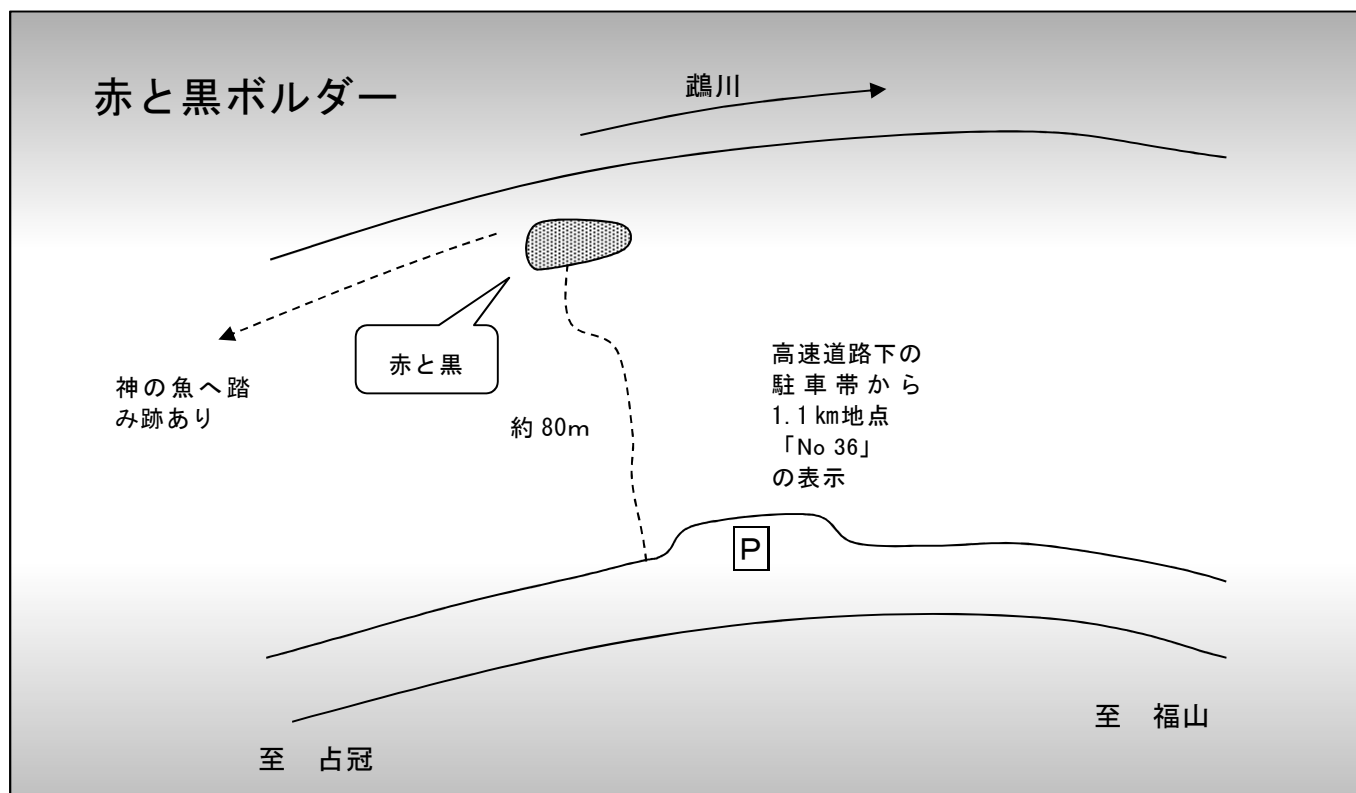 赤と黒ボルダー
鵡川
赤と黒
神の魚へ踏
み跡あり
約 80m
高速道路下の
駐車帯から
1.1 ㎞地点
「No 36」
の表示
P
至　福山
至　占冠